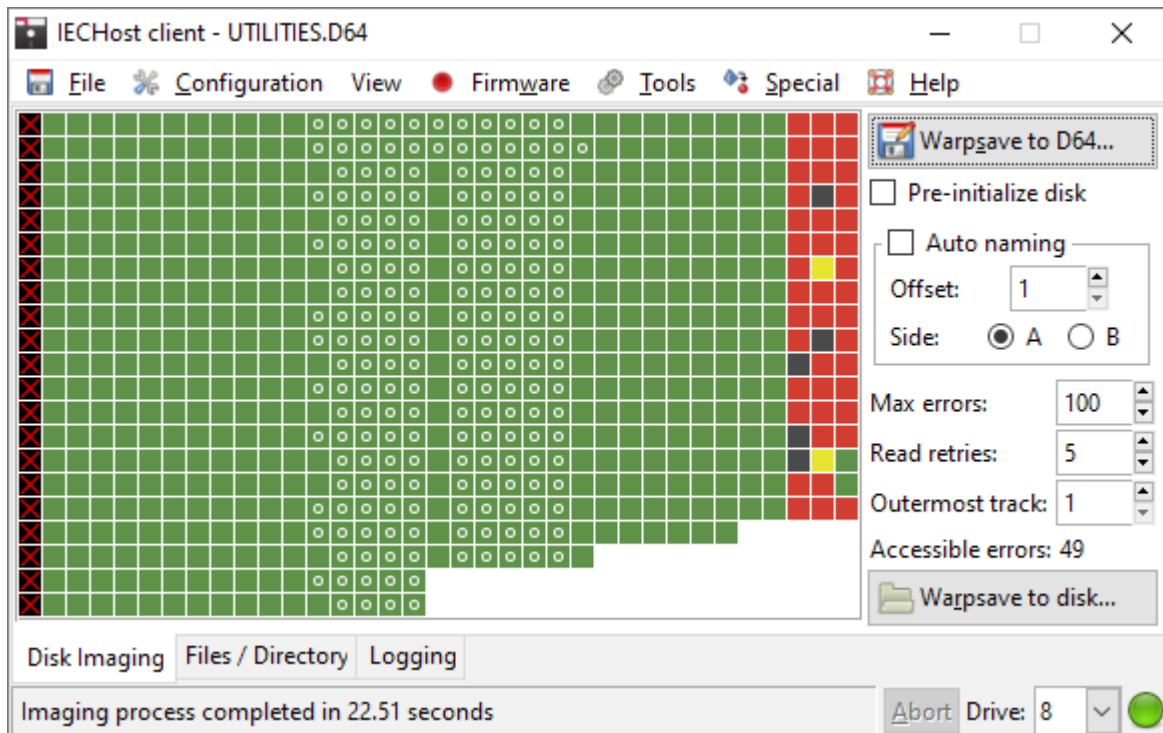 IECHost client - UTILITIES.D64
File Configuration View Firmware Tools Special Help
Warpsave to D64...
Pre-initialize disk
Auto naming
Offset: 1
Side: A B
Max errors: 100
Read retries: 5
Outermost track: 1
Accessible errors: 49
Warpsave to disk...
Disk Imaging Files / Directory Logging
Imaging process completed in 22.51 seconds Abort Drive: 8